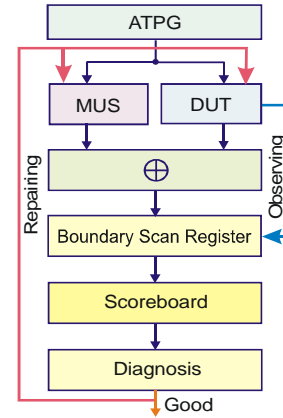 ATPG
MUS
DUT
Repairing
Observing
⊕
Boundary Scan Register
Scoreboard
Diagnosis
Good